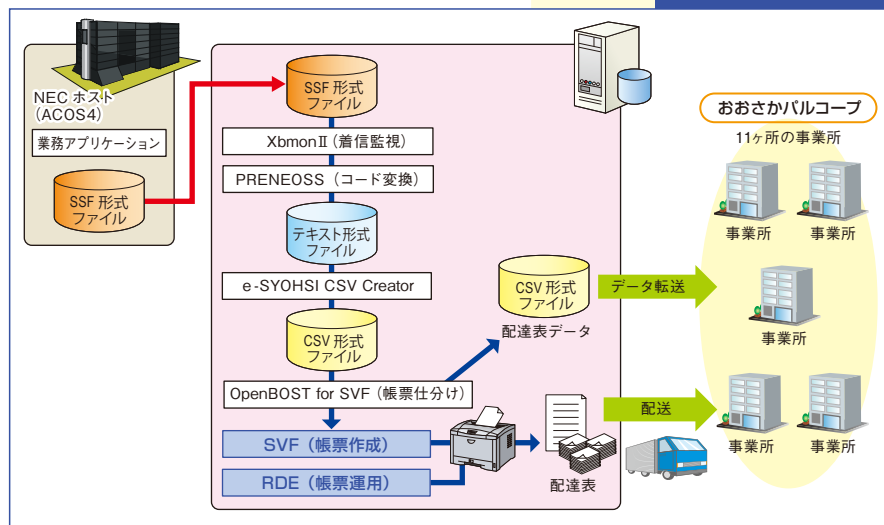 NECホスト
(ACOS4)
業務アプリケーション
SSF 形式
ファイル
SSF 形式
ファイル
XbmonⅡ（着信監視）
PRENEOSS（コード変換）
テキスト形式
ファイル
e-SYOHSI CSV Creator
CSV 形式
ファイル
OpenBOST for SVF（帳票仕分け）
SVF（帳票作成）
RDE（帳票運用）
CSV 形式
ファイル
配達表データ
配達表
データ転送
配送
おおさかパルコープ
11ヶ所の事業所
事業所
事業所
事業所
事業所
事業所